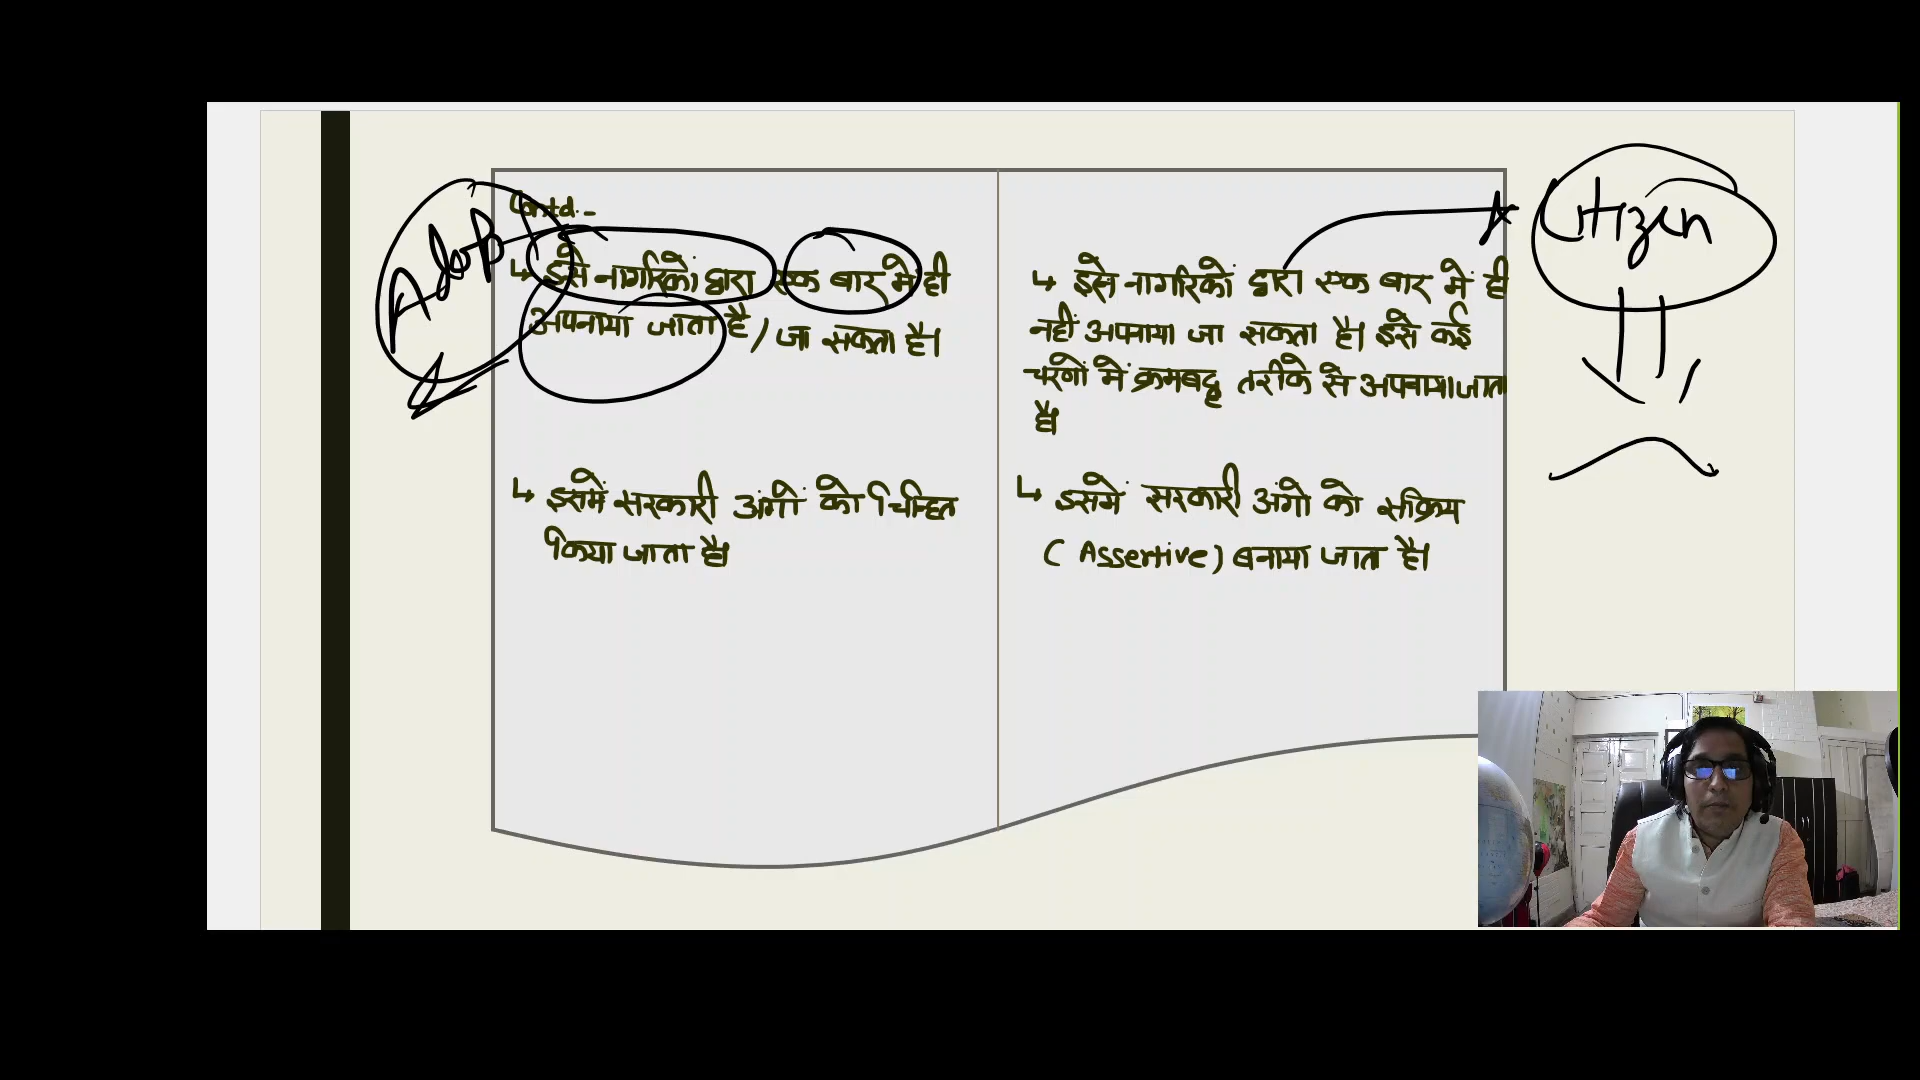 Contd.-
↳ इसे नागरिको द्वारा एक बार मे ही
अपनाया जाता है / जा सकता है।
↳ इसमें सरकारी अंगो को चिन्हित
किया जाता है।
↳ इसे नागरिको द्वारा एक बार मे ही
नहीं अपनाया जा सकता है। इसे कई
चरणों में क्रमबद्ध तरीके से अपनाया जाता
है।
↳ इसमें सरकारी अंगो को सक्रिय
( Assertive) बनाया जाता है।
Adop
Citizen